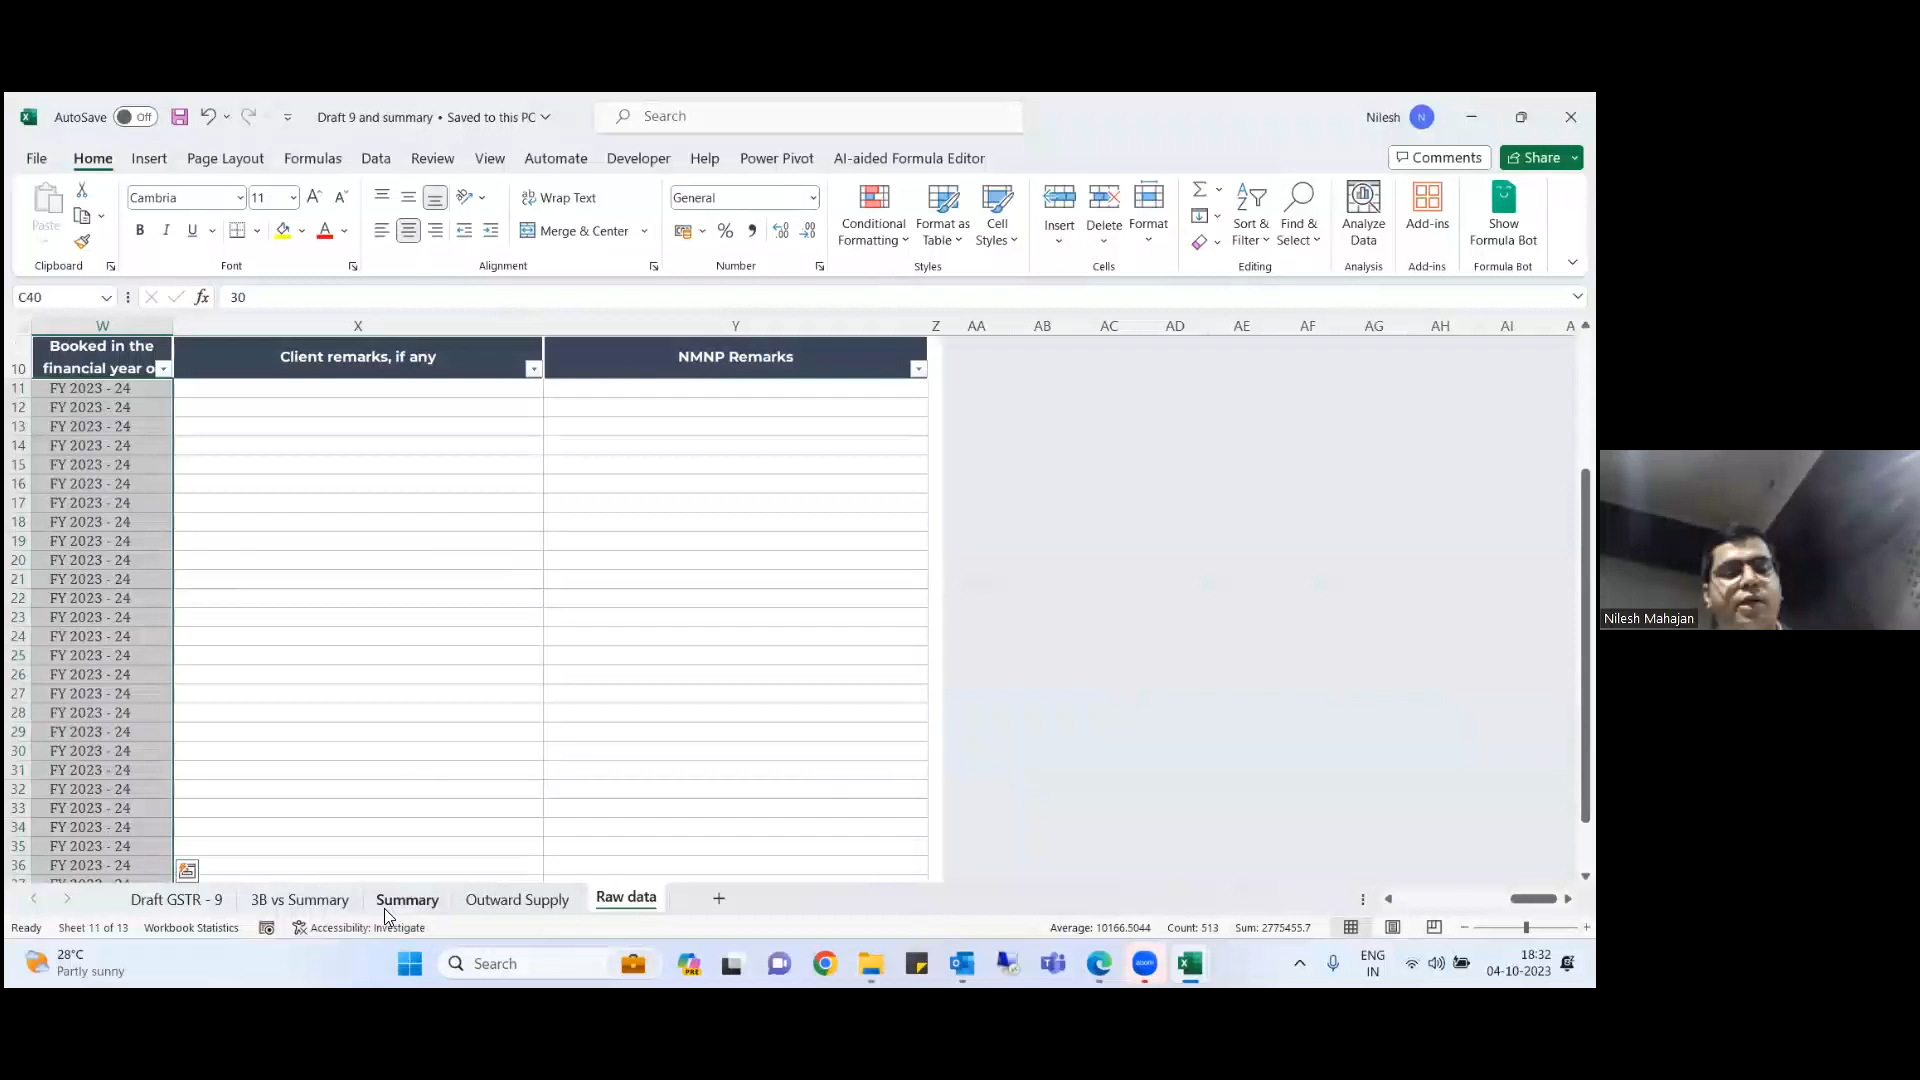 AutoSave Off Draft 9 and summary • Saved to this PC Search Nilesh N
File Home Insert Page Layout Formulas Data Review View Automate Developer Help Power Pivot AI-aided Formula Editor Comments Share
Paste Cambria 11 Wrap Text General Conditional Formatting Format as Table Cell Styles Insert Delete Format Sort & Filter Find & Select Analyze Data Add-ins Show Formula Bot
B I U Merge & Center
Clipboard Font Alignment Number Styles Cells Editing Analysis Add-ins Formula Bot
C40 fx 30
W X Y Z AA AB AC AD AE AF AG AH AI A
10 Booked in the financial year o Client remarks, if any NMNP Remarks
11 FY 2023 - 24
12 FY 2023 - 24
13 FY 2023 - 24
14 FY 2023 - 24
15 FY 2023 - 24
16 FY 2023 - 24
17 FY 2023 - 24
18 FY 2023 - 24
19 FY 2023 - 24
20 FY 2023 - 24
21 FY 2023 - 24
22 FY 2023 - 24
23 FY 2023 - 24
24 FY 2023 - 24
25 FY 2023 - 24
26 FY 2023 - 24
27 FY 2023 - 24
28 FY 2023 - 24
29 FY 2023 - 24
30 FY 2023 - 24
31 FY 2023 - 24
32 FY 2023 - 24
33 FY 2023 - 24
34 FY 2023 - 24
35 FY 2023 - 24
36 FY 2023 - 24
Draft GSTR - 9 3B vs Summary Summary Outward Supply Raw data
Ready Sheet 11 of 13 Workbook Statistics Accessibility: Investigate Average: 10166.5044 Count: 513 Sum: 2775455.7
28°C
Partly sunny
Search
PRE
zoom
ENG
IN
18:32
04-10-2023
Nilesh Mahajan